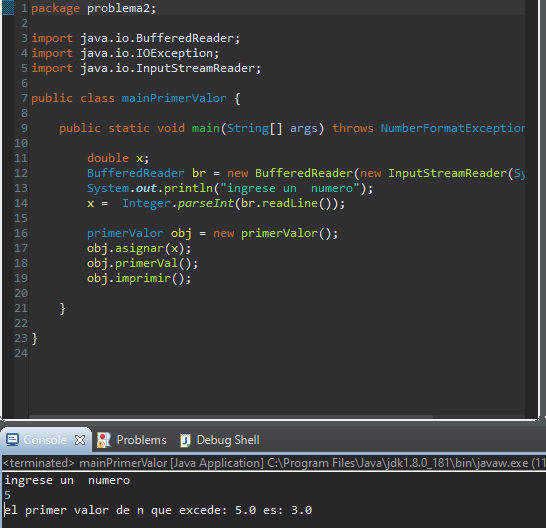 1 package problema2;
2
3 import java.io.BufferedReader;
4 import java.io.IOException;
5 import java.io.InputStreamReader;
6
7 public class mainPrimerValor {
8
9 public static void main(String[] args) throws NumberFormatException
10
11 double x;
12 BufferedReader br = new BufferedReader(new InputStreamReader(Sy
13 System.out.println("ingrese un  numero");
14 x =  Integer.parseInt(br.readLine());
15
16 primerValor obj = new primerValor();
17 obj.asignar(x);
18 obj.primerVal();
19 obj.imprimir();
20
21 }
22
23 }
24
Console Problems Debug Shell
<terminated> mainPrimerValor [Java Application] C:\Program Files\Java\jdk1.8.0_181\bin\javaw.exe (11
ingrese un  numero
5
el primer valor de n que excede: 5.0 es: 3.0